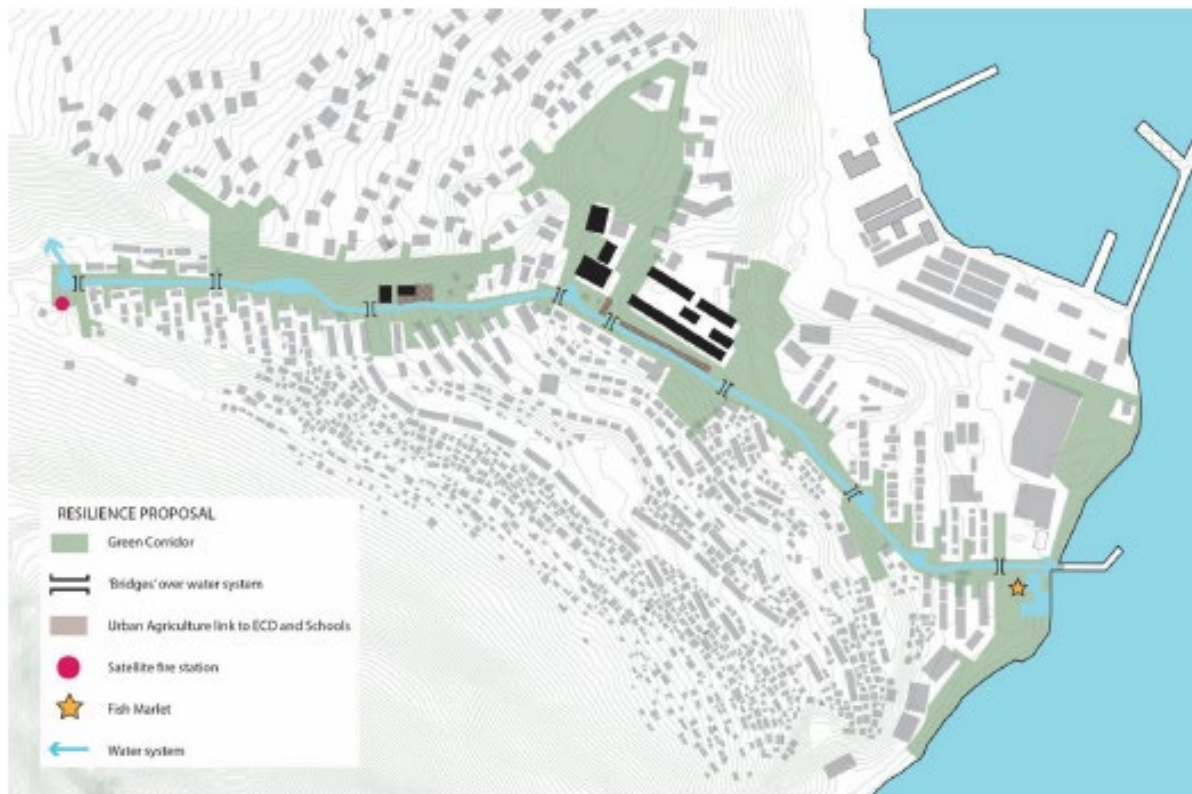 RESILIENCE PROPOSAL
Green Corridor
'Bridges' over water system
Urban Agriculture link to ECD and Schools
Satellite fire station
Fish Marlet
Water system